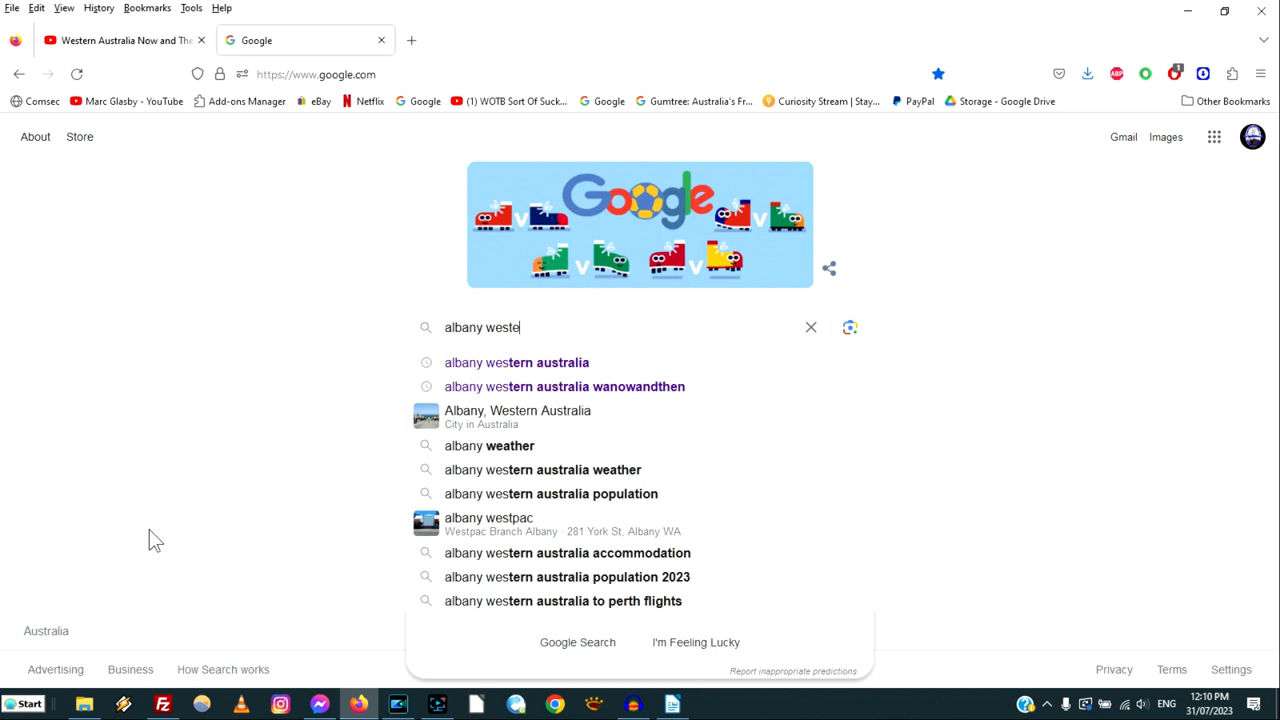 File Edit View History Bookmarks Tools Help
Western Australia Now and The
Google
https://www.google.com
1
Comsec
Marc Glasby - YouTube
Add-ons Manager
eBay
Netflix
Google
(1) WOTB Sort Of Suck...
Google
Gumtree: Australia's Fr...
Curiosity Stream | Stay...
PayPal
Storage - Google Drive
Other Bookmarks
About Store
Gmail Images
Google
V V
V V
albany weste
albany western australia
albany western australia wanowandthen
Albany, Western Australia
City in Australia
albany weather
albany western australia weather
albany western australia population
albany westpac
Westpac Branch Albany · 281 York St, Albany WA
albany western australia accommodation
albany western australia population 2023
albany western australia to perth flights
Australia
Google Search
I'm Feeling Lucky
Advertising Business How Search works
Report inappropriate predictions
Privacy Terms Settings
Start
ENG
12:10 PM
31/07/2023